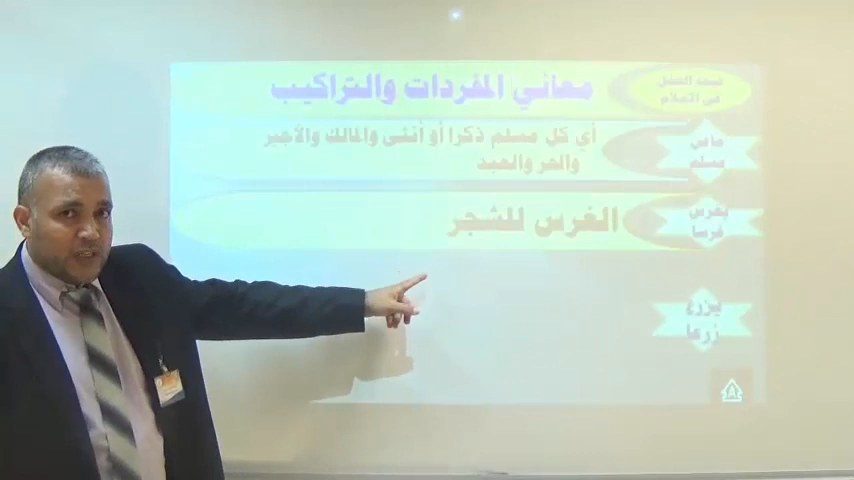 معاني المفردات والتراكيب
قيمة العمل
في الإسلام
ما من
مسلم
أي كل مسلم ذكرا أو أنثى والمالك والأجير
والحر والعبد
يغرس
غرسا
الغرس للشجر
يزرع
زرعا